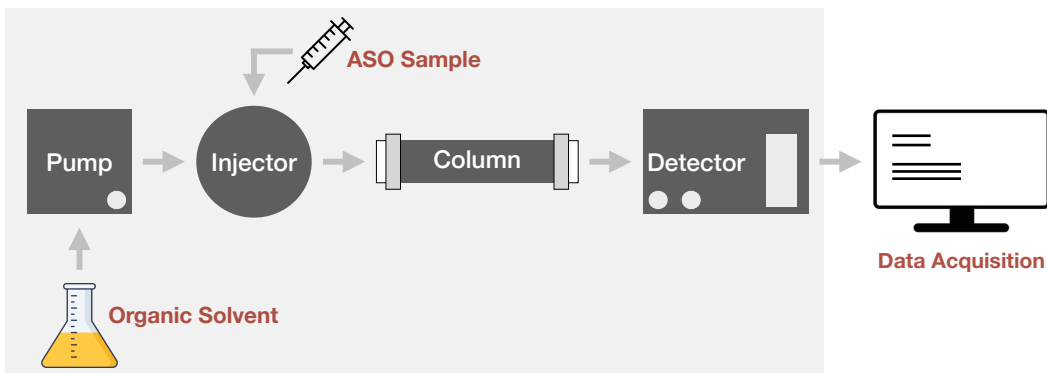 ASO Sample
Pump
Injector
Column
Detector
Data Acquisition
Organic Solvent